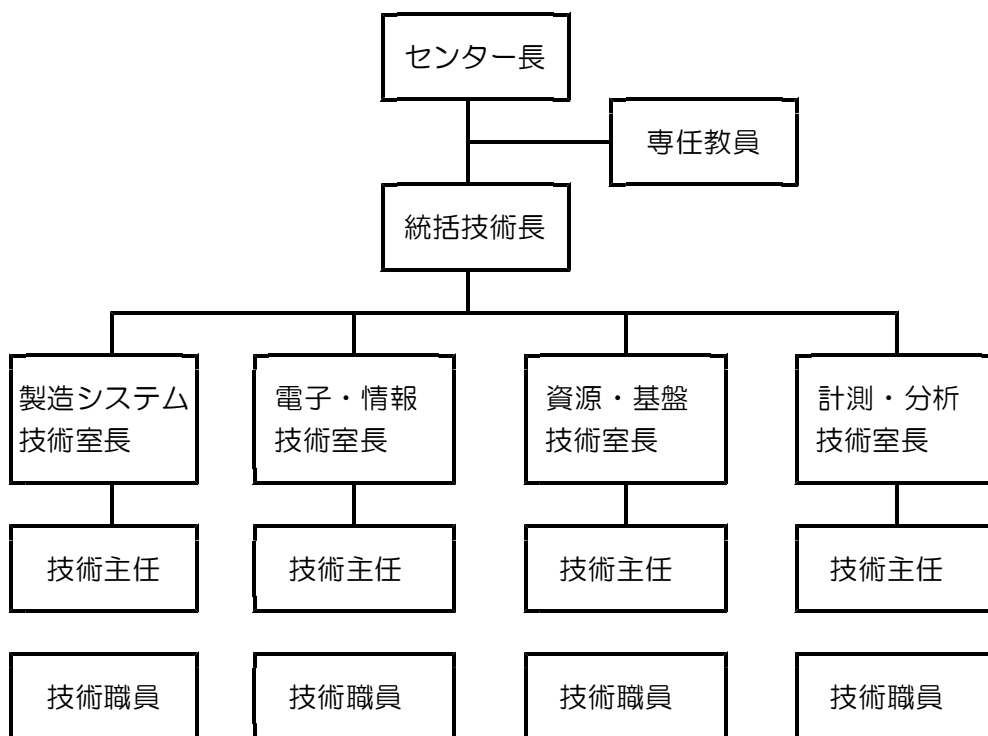 センター長
専任教員
統括技術長
製造システム
技術室長
電子・情報
技術室長
資源・基盤
技術室長
計測・分析
技術室長
技術主任
技術主任
技術主任
技術主任
技術職員
技術職員
技術職員
技術職員